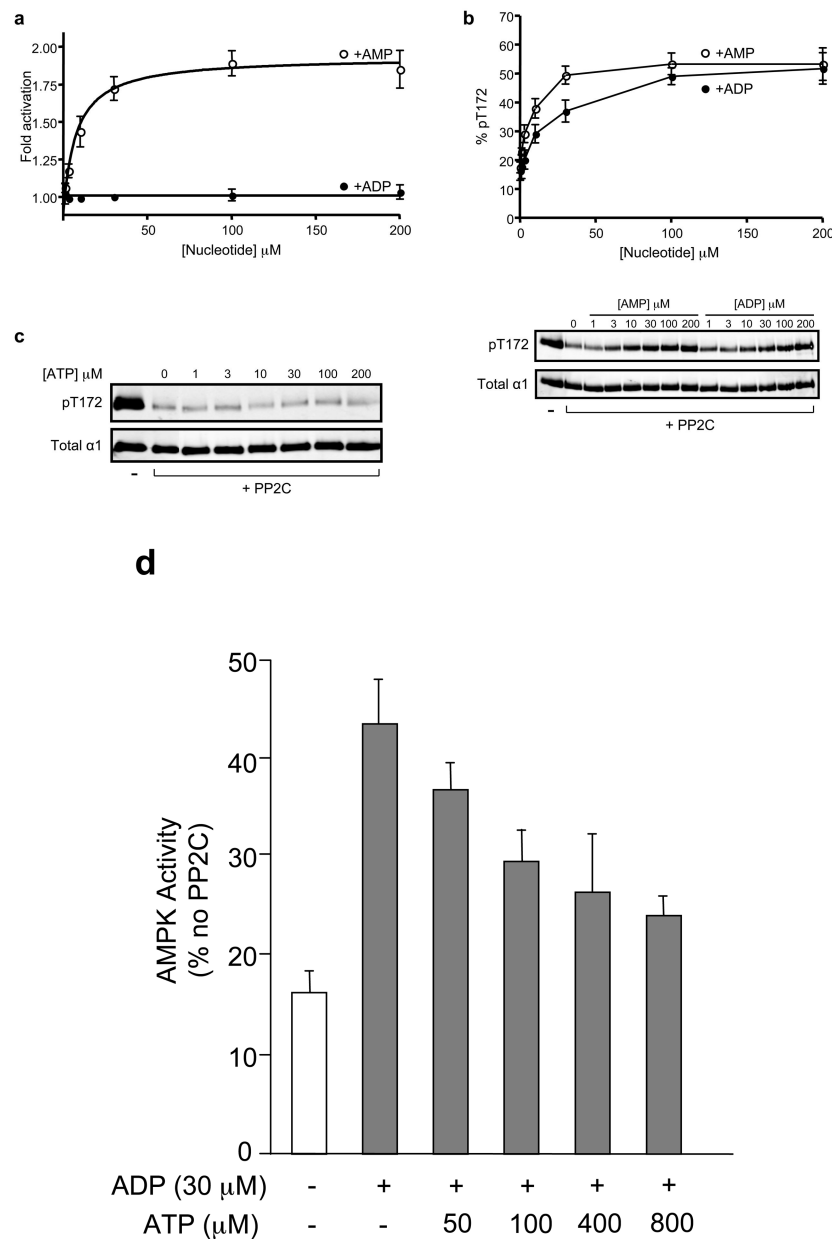 a
2.00
1.75
1.50
1.25
1.00
Fold activation
+AMP
+ADP
50
100
150
200
[Nucleotide] μM
b
70
60
50
40
30
20
10
0
% pT172
+AMP
+ADP
0
50
100
150
200
[Nucleotide] μM
[AMP] μM [ADP] μM
0 1 3 10 30 100 200 1 3 10 30 100 200
pT172
Total α1
-
+ PP2C
c
[ATP] μM 0 1 3 10 30 100 200
pT172
Total α1
-
+ PP2C
d
50
40
30
20
10
0
AMPK Activity
(% no PP2C)
ADP (30 μM) - + + + + +
ATP (μM) - - 50 100 400 800